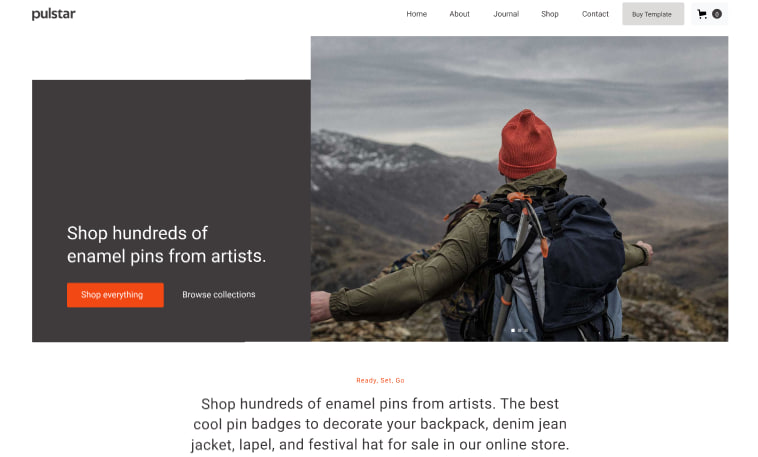 pulstar
Home About Journal Shop Contact Buy Template 0
Shop hundreds of
enamel pins from artists.
Shop everything Browse collections
Ready, Set, Go
Shop hundreds of enamel pins from artists. The best
cool pin badges to decorate your backpack, denim jean
jacket, lapel, and festival hat for sale in our online store.